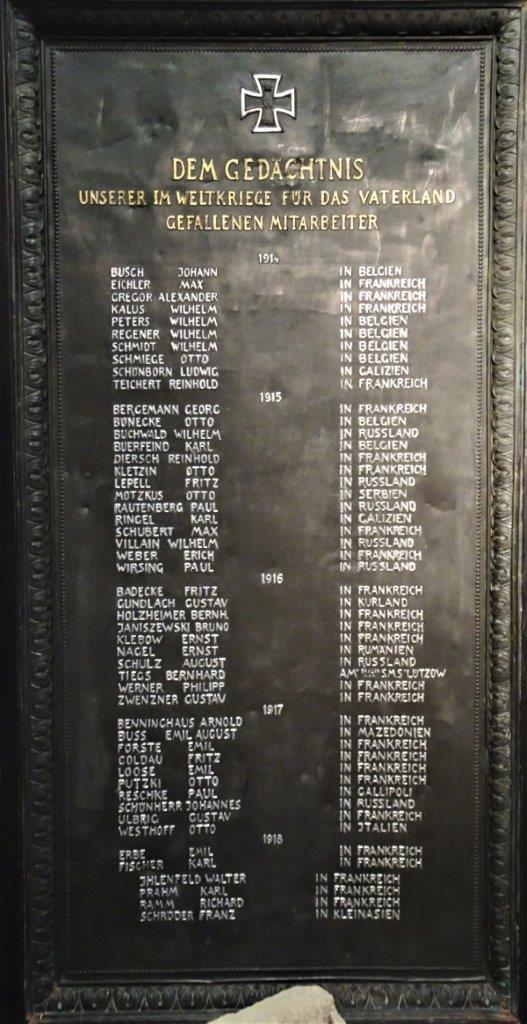 DEM GEDÄCHTNIS
UNSERER IM WELTKRIEGE FÜR DAS VATERLAND
GEFALLENEN MITARBEITER
1914
BUSCH JOHANN IN BELGIEN
EICHLER MAX IN FRANKREICH
GREGOR ALEXANDER IN FRANKREICH
KALUS WILHELM IN FRANKREICH
PETERS WILHELM IN BELGIEN
REGENER WILHELM IN BELGIEN
SCHMIDT WILHELM IN BELGIEN
SCHMIEGE OTTO IN BELGIEN
SCHÖNBORN LUDWIG IN GALIZIEN
TEICHERT REINHOLD IN FRANKREICH
1915
BERGEMANN GEORG IN FRANKREICH
BÖNECKE OTTO IN BELGIEN
BUCHWALD WILHELM IN RUSSLAND
BUERFEIND KARL IN BELGIEN
DIERSCH REINHOLD IN FRANKREICH
KLETZIN OTTO IN FRANKREICH
LEPELL FRITZ IN RUSSLAND
MOTZKUS OTTO IN SERBIEN
RAUTENBERG PAUL IN RUSSLAND
RINGEL KARL IN GALIZIEN
SCHUBERT MAX IN FRANKREICH
VILLAIN WILHELM IN RUSSLAND
WEBER ERICH IN FRANKREICH
WIRSING PAUL IN RUSSLAND
1916
BADECKE FRITZ IN FRANKREICH
GUNDLACH GUSTAV IN KURLAND
HOLZHEIMER BERNH. IN FRANKREICH
JANISZEWSKI BRUNO IN FRANKREICH
KLEBOW ERNST IN FRANKREICH
NAGEL ERNST IN RUMÄNIEN
SCHULZ AUGUST IN RUSSLAND
TIEGS BERNHARD S.M.S. LÜTZOW
WERNER PHILIPP IN FRANKREICH
ZWENZNER GUSTAV IN FRANKREICH
1917
BENNINGHAUS ARNOLD IN FRANKREICH
BUSS EMIL AUGUST IN MAZEDONIEN
FÖRSTE EMIL IN FRANKREICH
GOLDAU FRITZ IN FRANKREICH
LOOSE EMIL IN FRANKREICH
PUTZKI OTTO IN FRANKREICH
RESCHKE PAUL IN GALLIPOLI
SCHÖNHERR JOHANNES IN RUSSLAND
ULBRIG GUSTAV IN FRANKREICH
WESTHOFF OTTO IN ITALIEN
1918
ERBE EMIL IN FRANKREICH
FISCHER KARL IN FRANKREICH
IHLENFELD WALTER IN FRANKREICH
PRAHM KARL IN FRANKREICH
RAMM RICHARD IN FRANKREICH
SCHRÖDER FRANZ IN KLEINASIEN